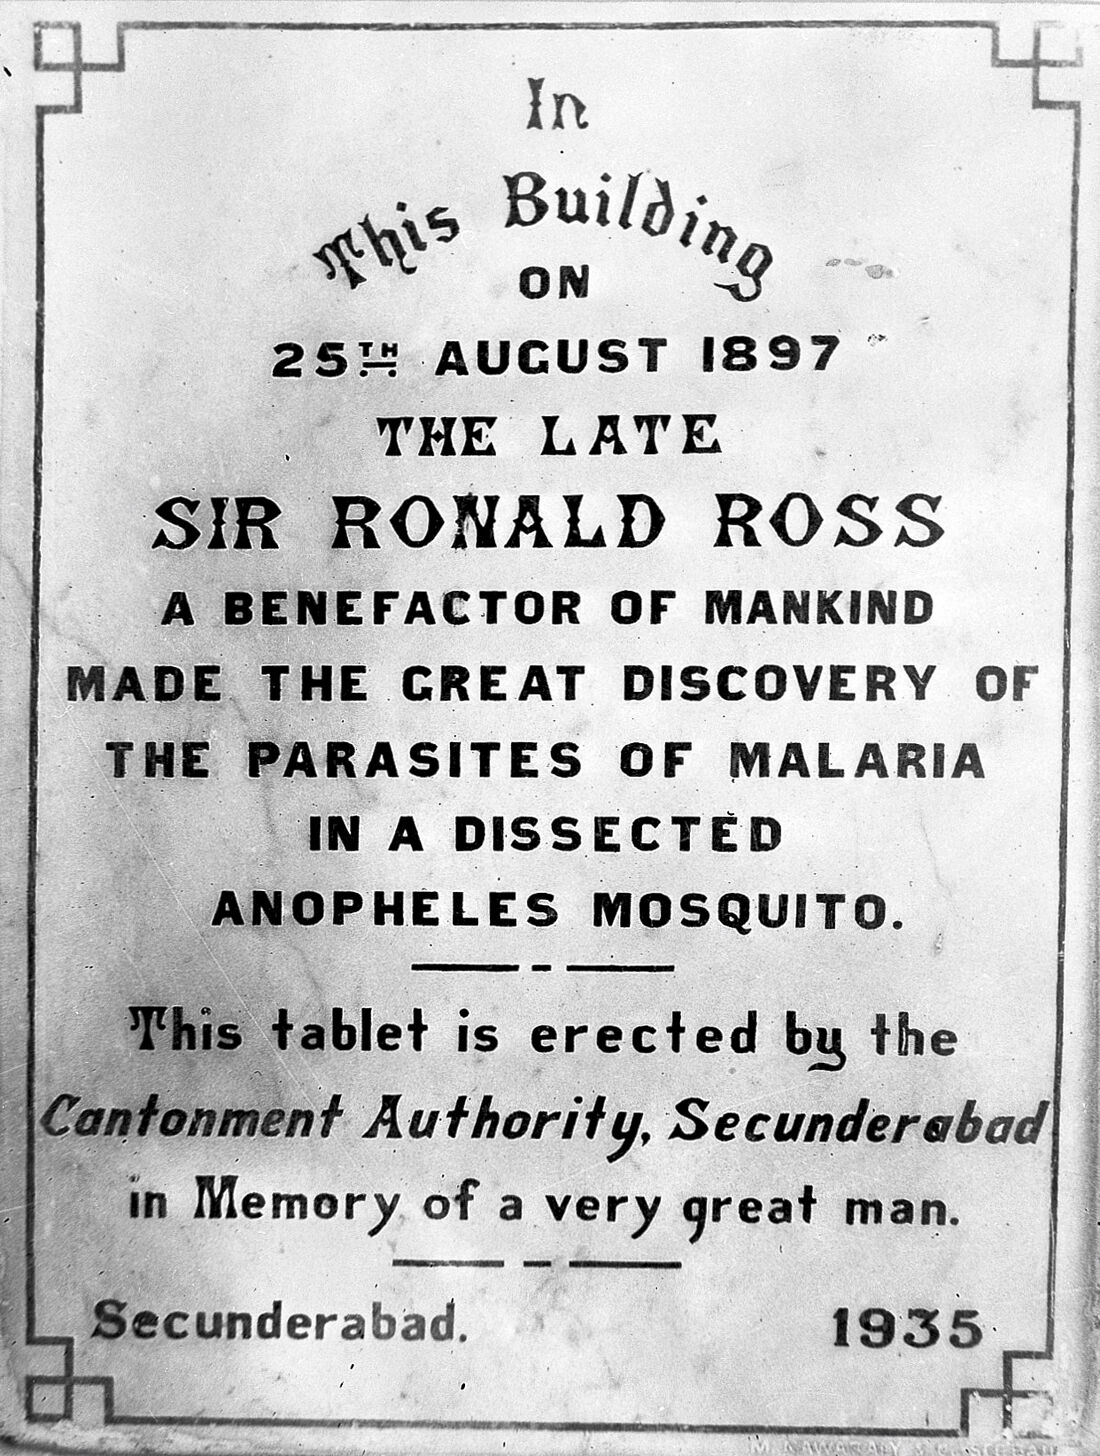 In
This Building
ON
25TH AUGUST 1897
THE LATE
SIR RONALD ROSS
A BENEFACTOR OF MANKIND
MADE THE GREAT DISCOVERY OF
THE PARASITES OF MALARIA
IN A DISSECTED
ANOPHELES MOSQUITO.
This tablet is erected by the
Cantonment Authority, Secunderabad
in Memory of a very great man.
Secunderabad. 1935